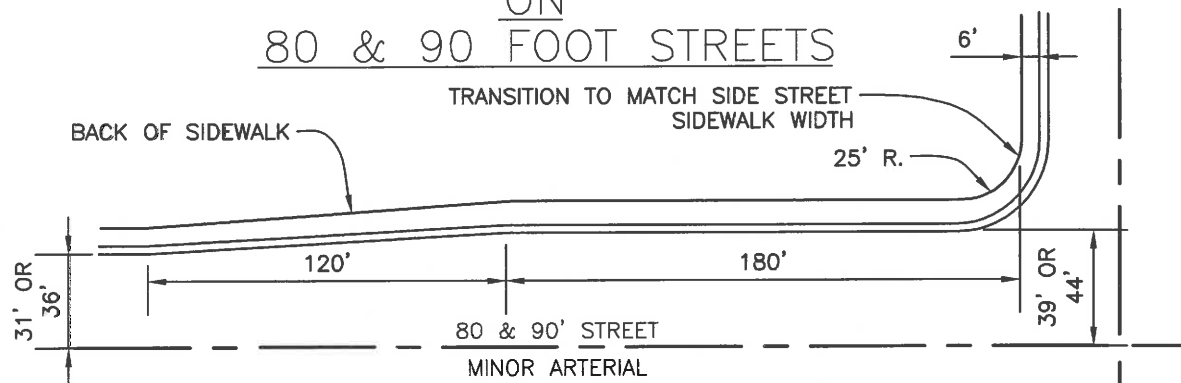 ON
80 & 90 FOOT STREETS
6'
TRANSITION TO MATCH SIDE STREET
SIDEWALK WIDTH
BACK OF SIDEWALK
25' R.
120'
180'
31' OR
36'
39' OR
44'
80 & 90' STREET
MINOR ARTERIAL